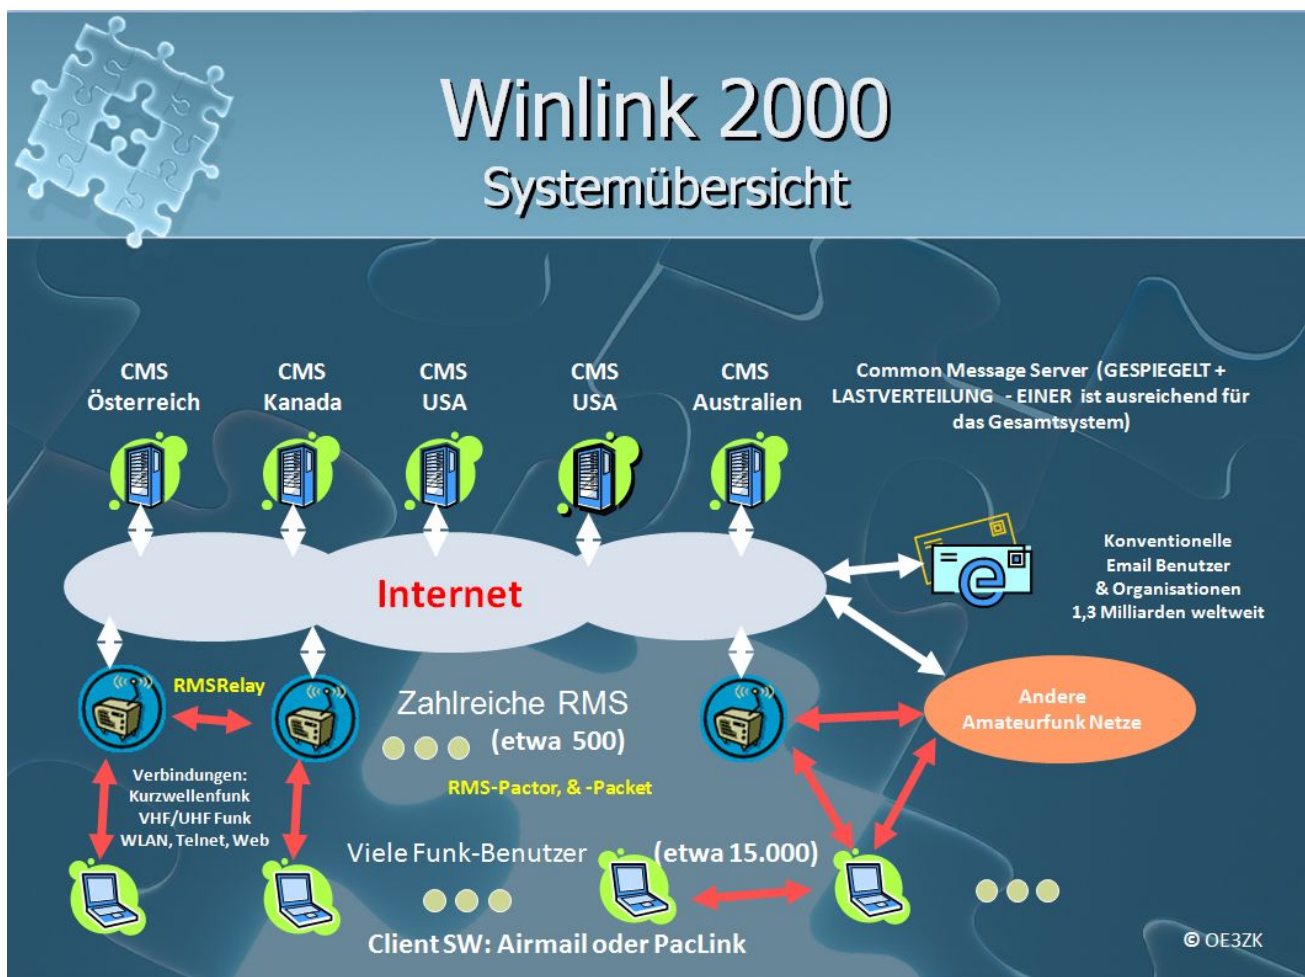 Winlink 2000
Systemübersicht
CMS
Österreich
CMS
Kanada
CMS
USA
CMS
USA
CMS
Australien
Common Message Server (GESPIEGELT +
LASTVERTEILUNG - EINER ist ausreichend für
das Gesamtsystem)
Internet
e
Konventionelle
Email Benutzer
& Organisationen
1,3 Milliarden weltweit
RMSRelay
Zahlreiche RMS
(etwa 500)
RMS-Pactor, & -Packet
Andere
Amateurfunk Netze
Verbindungen:
Kurzwellenfunk
VHF/UHF Funk
WLAN, Telnet, Web
Viele Funk-Benutzer
(etwa 15.000)
Client SW: Airmail oder PacLink
© OE3ZK